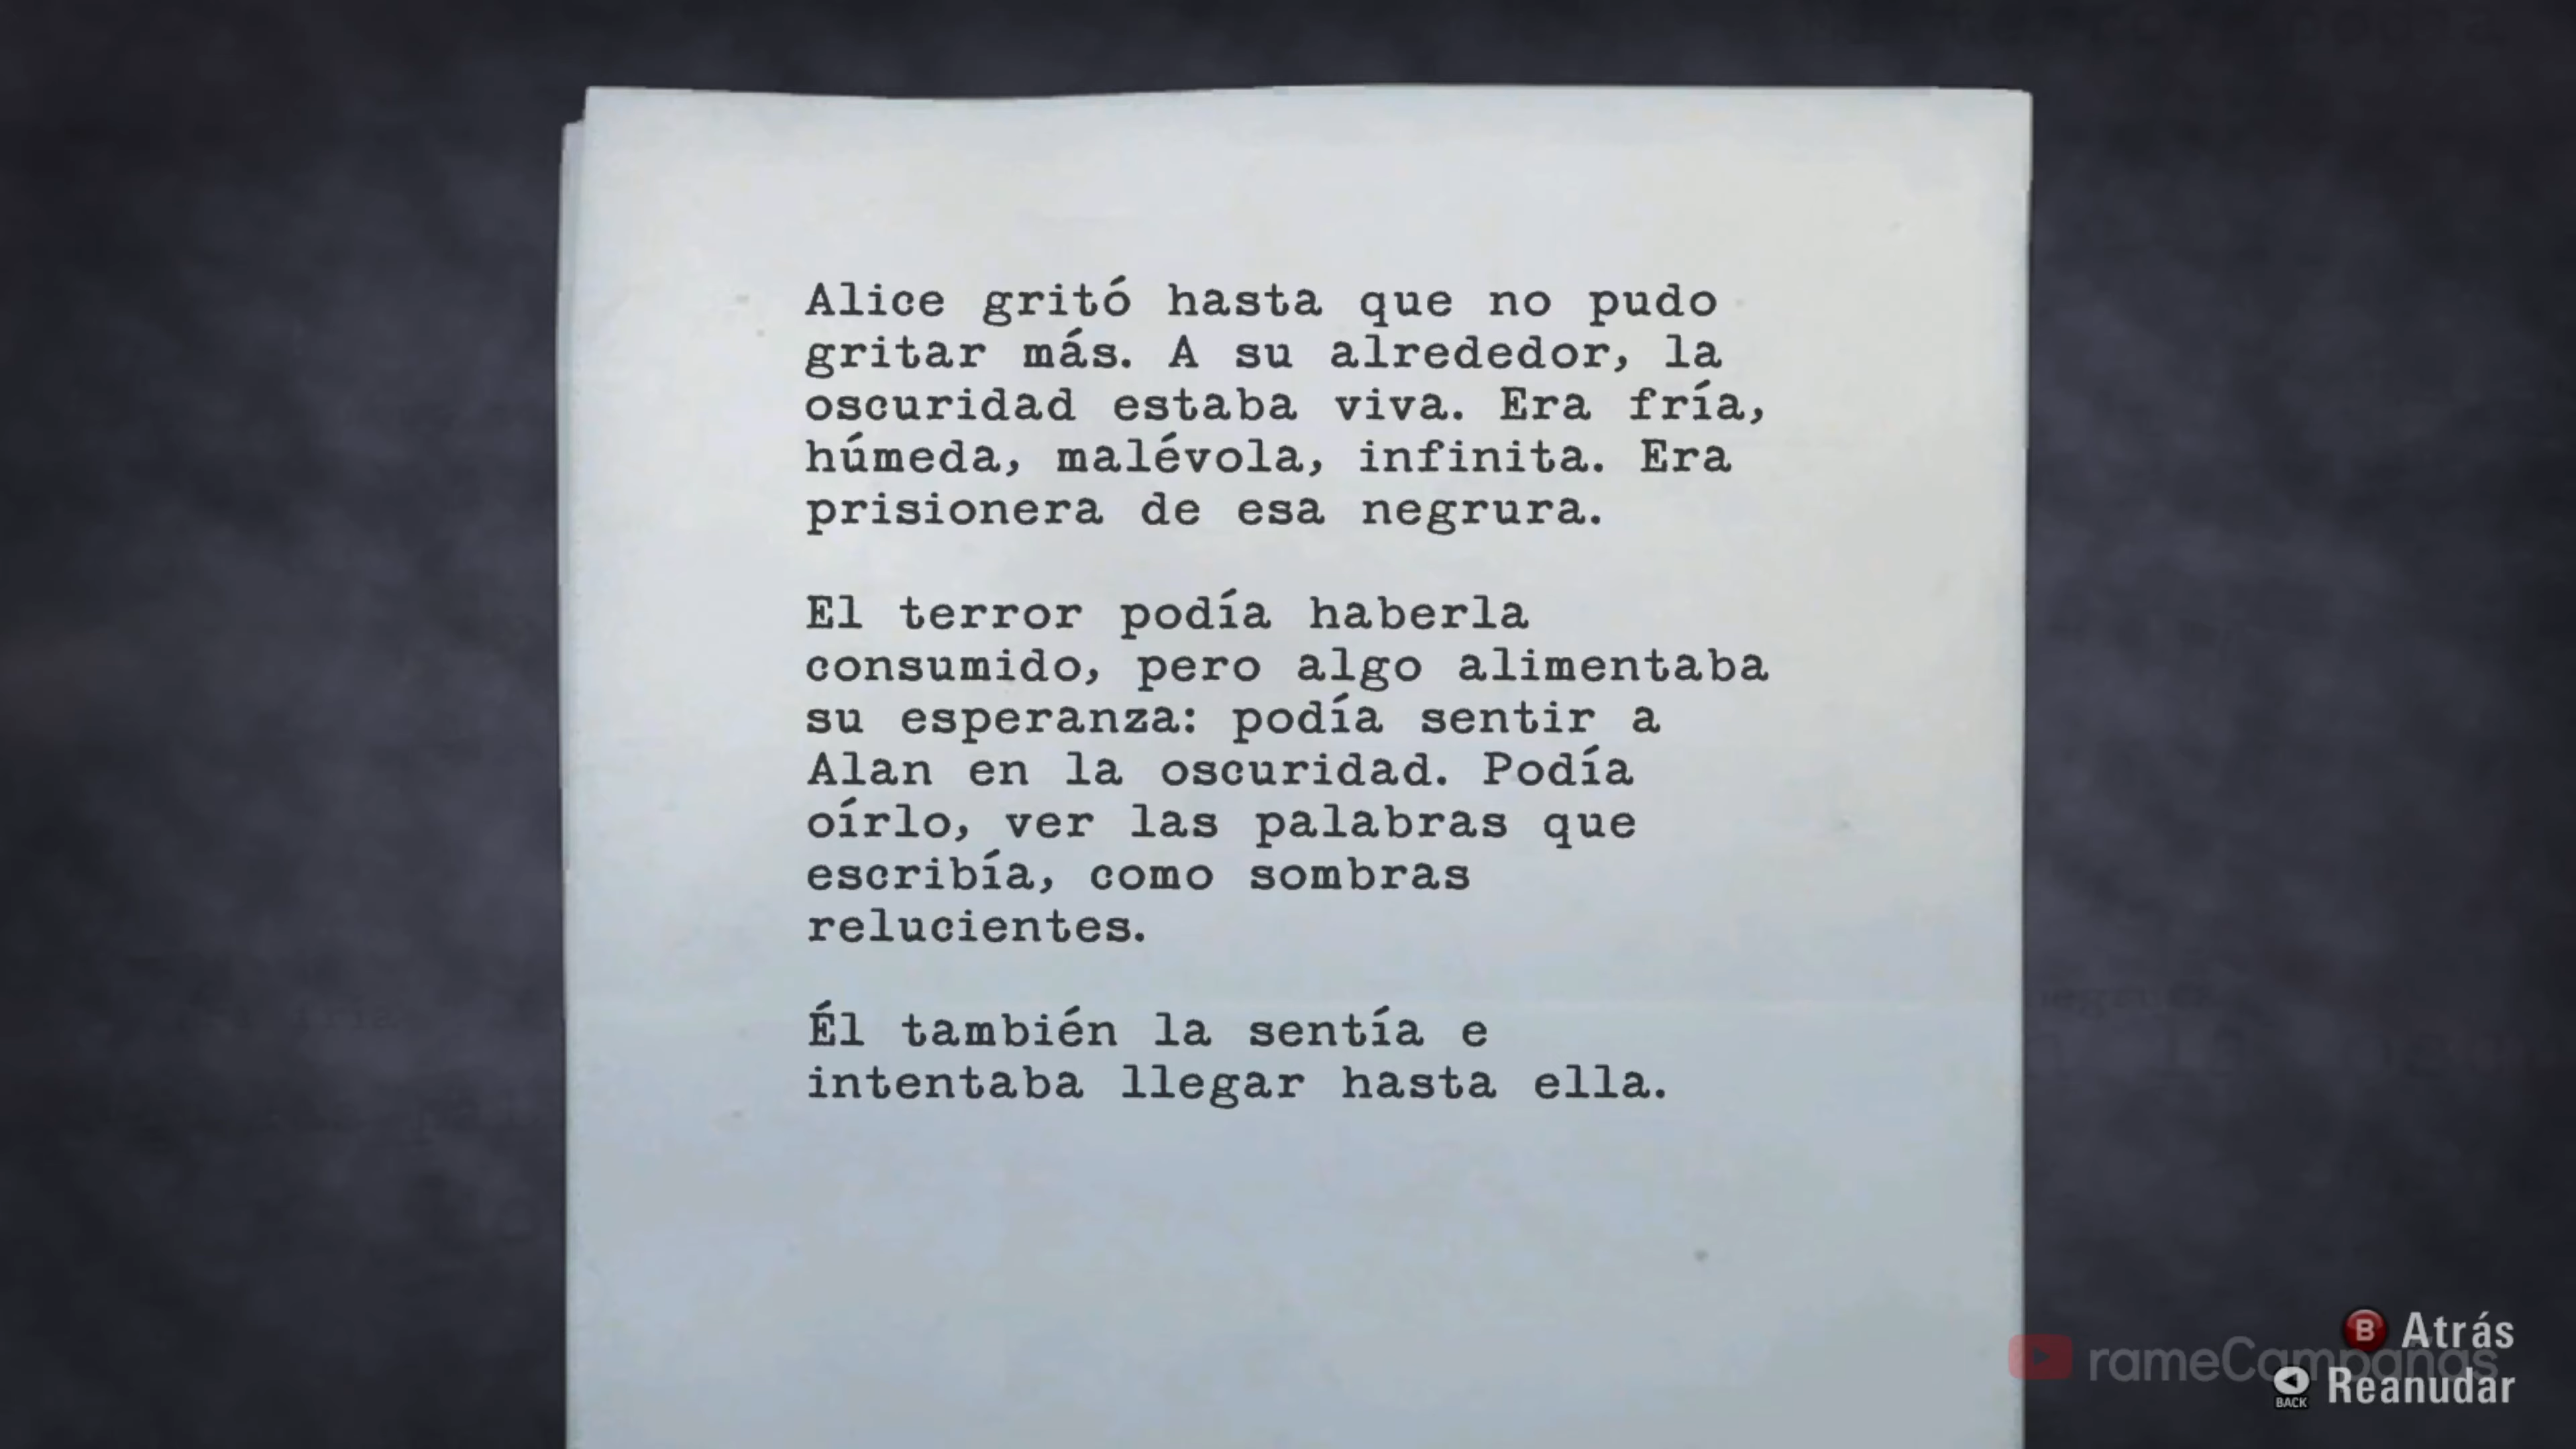 Alice gritó hasta que no pudo
gritar más. A su alrededor, la
oscuridad estaba viva. Era fría,
húmeda, malévola, infinita. Era
prisionera de esa negrura.
El terror podía haberla
consumido, pero algo alimentaba
su esperanza: podía sentir a
Alan en la oscuridad. Podía
oírlo, ver las palabras que
escribía, como sombras
relucientes.
Él también la sentía e
intentaba llegar hasta ella.
B Atrás
rameCampañas
BACK Reanudar